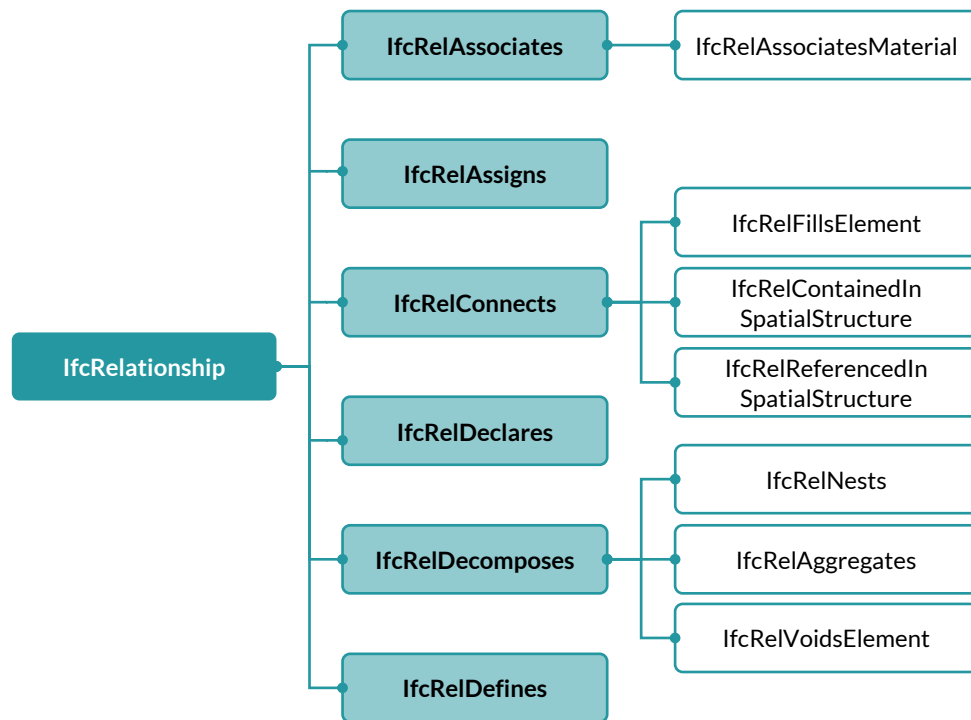 IfcRelAssociates
IfcRelAssociatesMaterial
IfcRelAssigns
IfcRelFillsElement
IfcRelConnects
IfcRelContainedIn
SpatialStructure
IfcRelationship
IfcRelReferencedIn
SpatialStructure
IfcRelDeclares
IfcRelNests
IfcRelDecomposes
IfcRelAggregates
IfcRelVoidsElement
IfcRelDefines